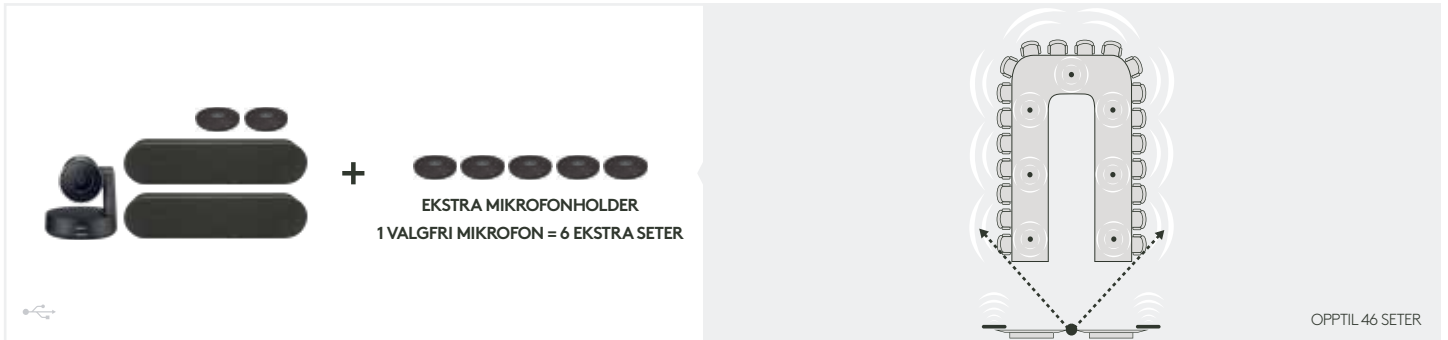 EKSTRA MIKROFONHOLDER
1 VALGFRI MIKROFON = 6 EKSTRA SETER
OPPTIL 46 SETER